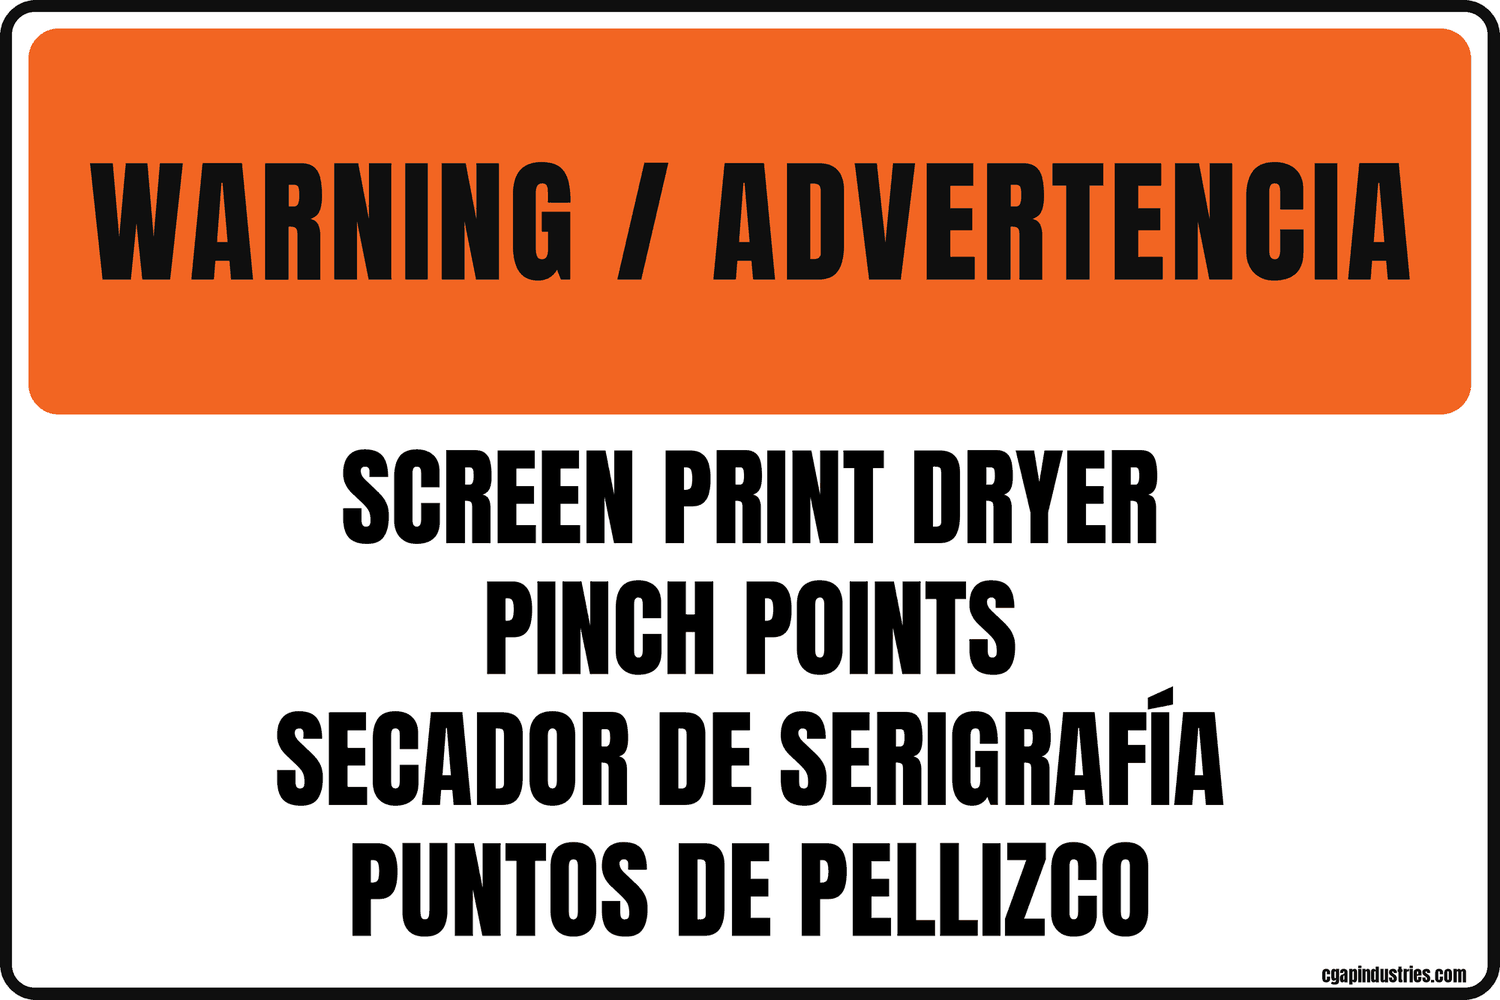 WARNING / ADVERTENCIA
SCREEN PRINT DRYER
PINCH POINTS
SECADOR DE SERIGRAFÍA
PUNTOS DE PELLIZCO
cgapindustries.com